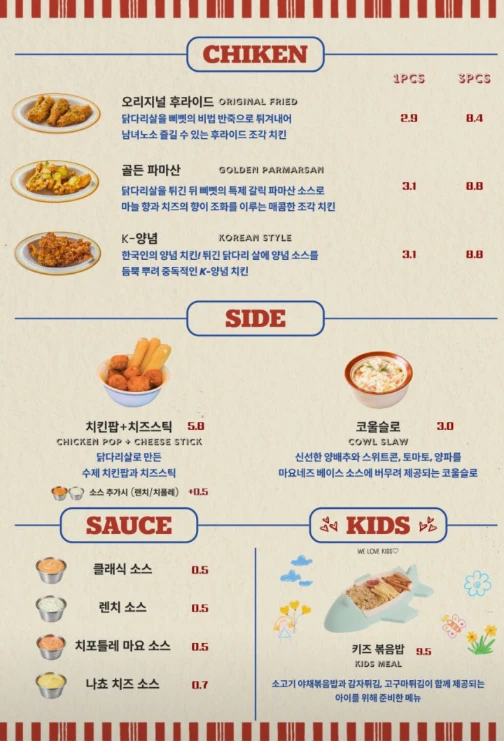 CHIKEN
1PCS 3PCS
오리지널 후라이드 ORIGINAL FRIED 2.9 8.4
닭다리살을 삐삣의 비법 반죽으로 튀겨내어
남녀노소 즐길 수 있는 후라이드 조각 치킨
골든 파마산 GOLDEN PARMARSAN
닭다리살을 튀긴 뒤 삐삣의 특제 갈릭 파마산 소스로 3.1 8.8
마늘 향과 치즈의 향이 조화를 이루는 매콤한 조각 치킨
K-양념 KOREAN STYLE
한국인의 양념 치킨! 튀긴 닭다리 살에 양념 소스를 3.1 8.8
듬뿍 뿌려 중독적인 K-양념 치킨
SIDE
치킨팝+치즈스틱 5.8
CHICKEN POP + CHEESE STICK
닭다리살로 만든
수제 치킨팝과 치즈스틱
소스 추가시 (랜치/치폴레) +0.5
코울슬로 3.0
COWL SLAW
신선한 양배추와 스위트콘, 토마토, 양파를
마요네즈 베이스 소스에 버무려 제공되는 코울슬로
SAUCE
클래식 소스 0.5
렌치 소스 0.5
치포틀레 마요 소스 0.5
나쵸 치즈 소스 0.7
KIDS
WE LOVE KIDS♡
키즈 볶음밥 9.5
KIDS MEAL
소고기 야채볶음밥과 감자튀김, 고구마튀김이 함께 제공되는
아이를 위해 준비한 메뉴